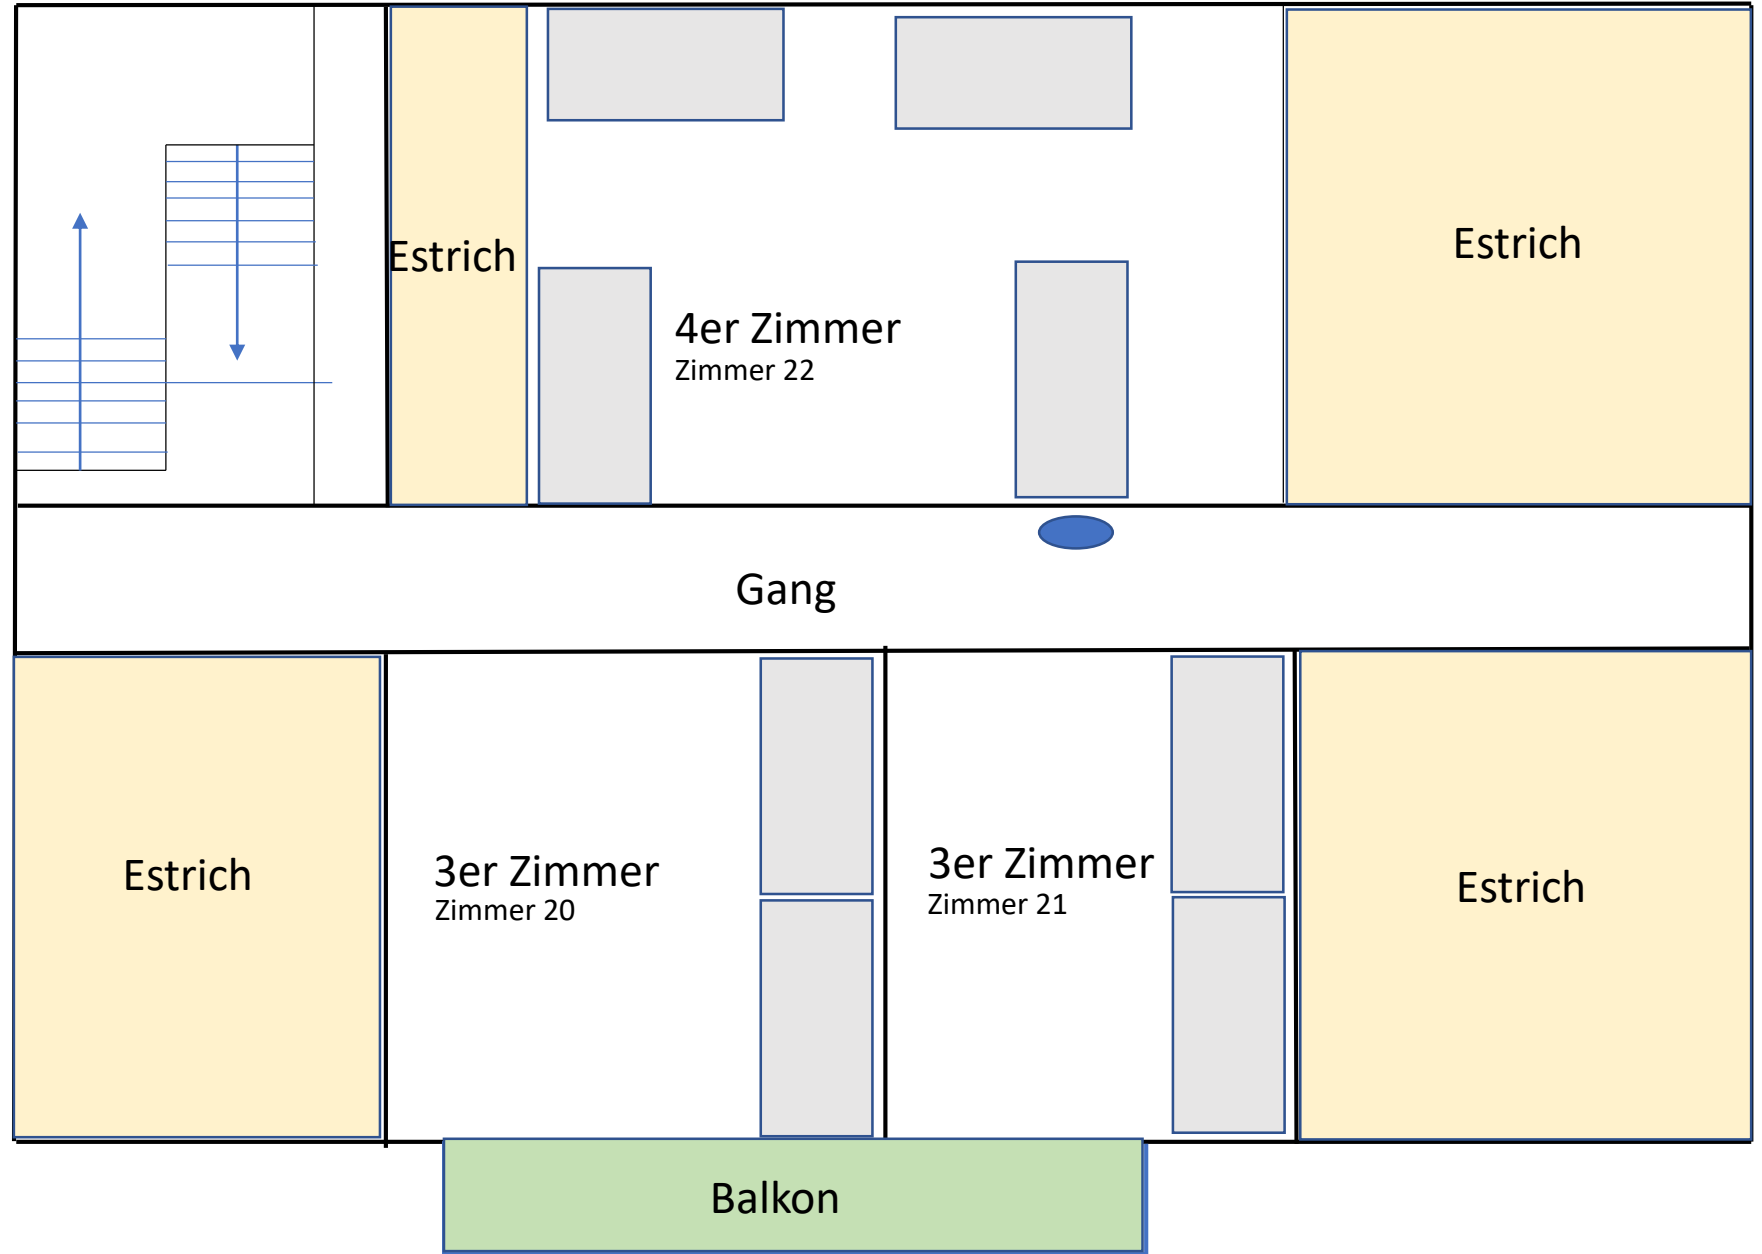 Estrich
Estrich
4er Zimmer
Zimmer 22
Gang
Estrich
3er Zimmer
Zimmer 20
3er Zimmer
Zimmer 21
Estrich
Balkon